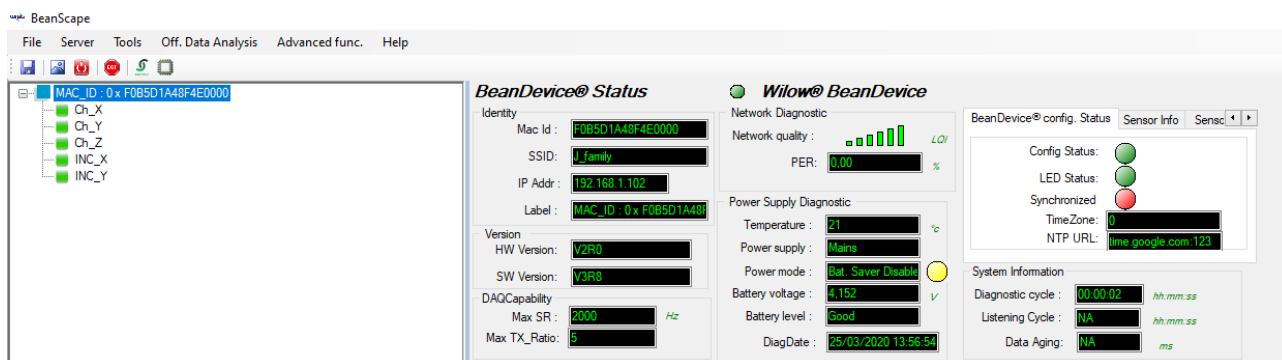 BeanScape
File Server Tools Off. Data Analysis Advanced func. Help
MAC_ID : 0 x F0B5D1A48F4E0000
Ch_X
Ch_Y
Ch_Z
INC_X
INC_Y
BeanDevice® Status
Wilow® BeanDevice
Identity
Mac Id : F0B5D1A48F4E0000
SSID: J_family
IP Addr : 192.168.1.102
Label : MAC_ID : 0 x F0B5D1A48F
Version
HW Version: V2R0
SW Version: V3R8
DAQCapability
Max SR : 2000 Hz
Max TX_Ratio: 5
Network Diagnostic
Network quality : LQI
PER: 0.00 %
Power Supply Diagnostic
Temperature : 21 °c
Power supply : Mains
Power mode : Bat. Saver Disable
Battery voltage : 4,152 V
Battery level : Good
DiagDate : 25/03/2020 13:56:54
BeanDevice® config. Status Sensor Info Sensc
Config Status:
LED Status:
Synchronized
TimeZone: 0
NTP URL: time.google.com:123
System Information
Diagnostic cycle : 00:00:02 hh:mm:ss
Listening Cycle : NA hh:mm:ss
Data Aging: NA ms